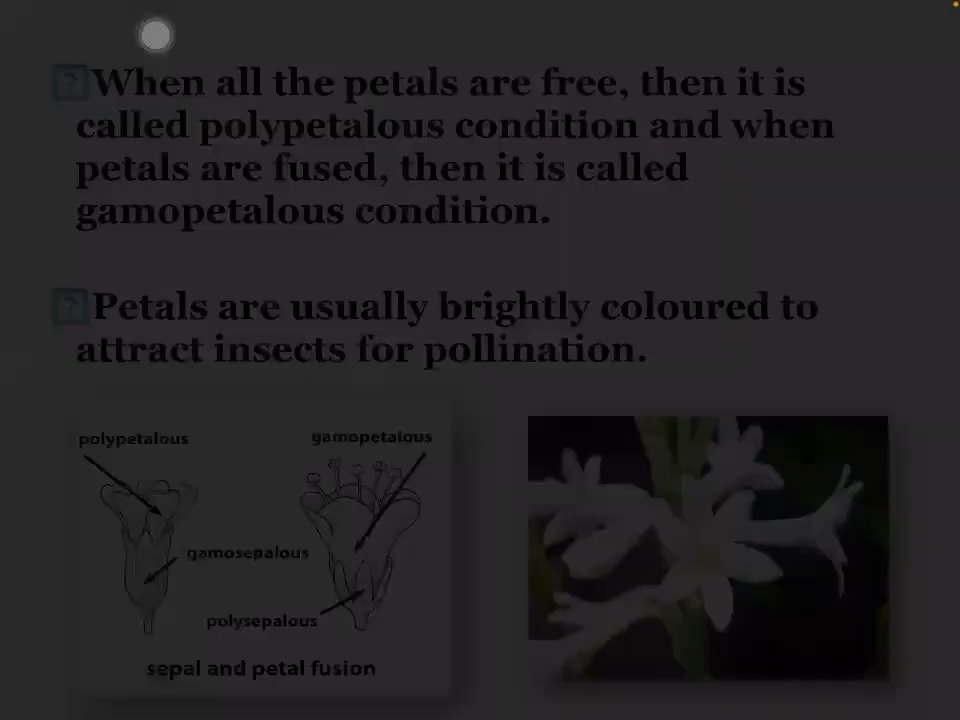 When all the petals are free, then it is
called polypetalous condition and when
petals are fused, then it is called
gamopetalous condition.
Petals are usually brightly coloured to
attract insects for pollination.
polypetalous
gamopetalous
gamosepalous
polysepalous
sepal and petal fusion